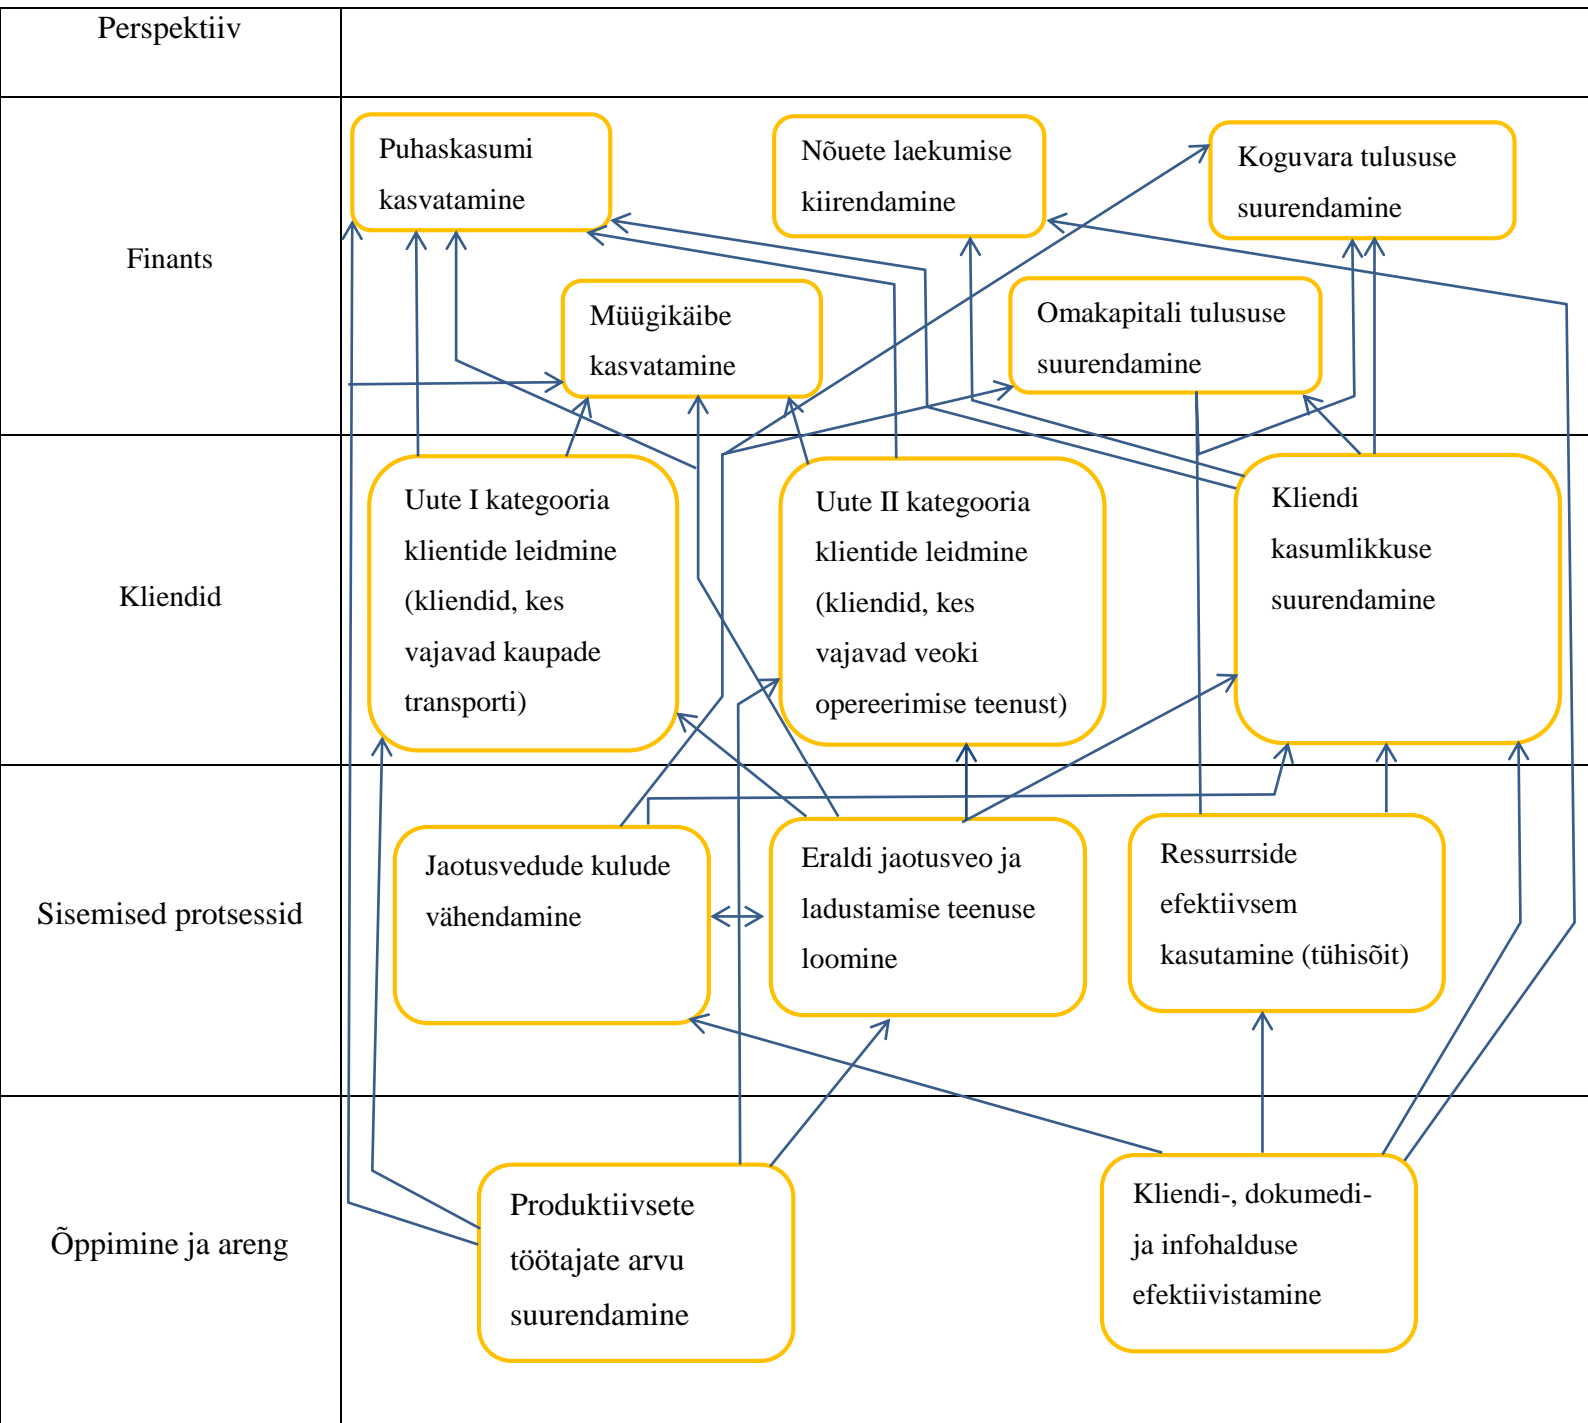 Perspektiiv
Finants
Puhaskasumi
kasvatamine
Nõuete laekumise
kiirendamine
Koguvara tulususe
suurendamine
Müügikäibe
kasvatamine
Omakapitali tulususe
suurendamine
Kliendid
Uute I kategooria
klientide leidmine
(kliendid, kes
vajavad kaupade
transporti)
Uute II kategooria
klientide leidmine
(kliendid, kes
vajavad veoki
opereerimise teenust)
Kliendi
kasumlikkuse
suurendamine
Sisemised protsessid
Jaotusvedude kulude
vähendamine
Eraldi jaotusveo ja
ladustamise teenuse
loomine
Ressurrside
efektiivsem
kasutamine (tühisõit)
Õppimine ja areng
Produktiivsete
töötajate arvu
suurendamine
Kliendi-, dokumedi-
ja infohalduse
efektiivistamine